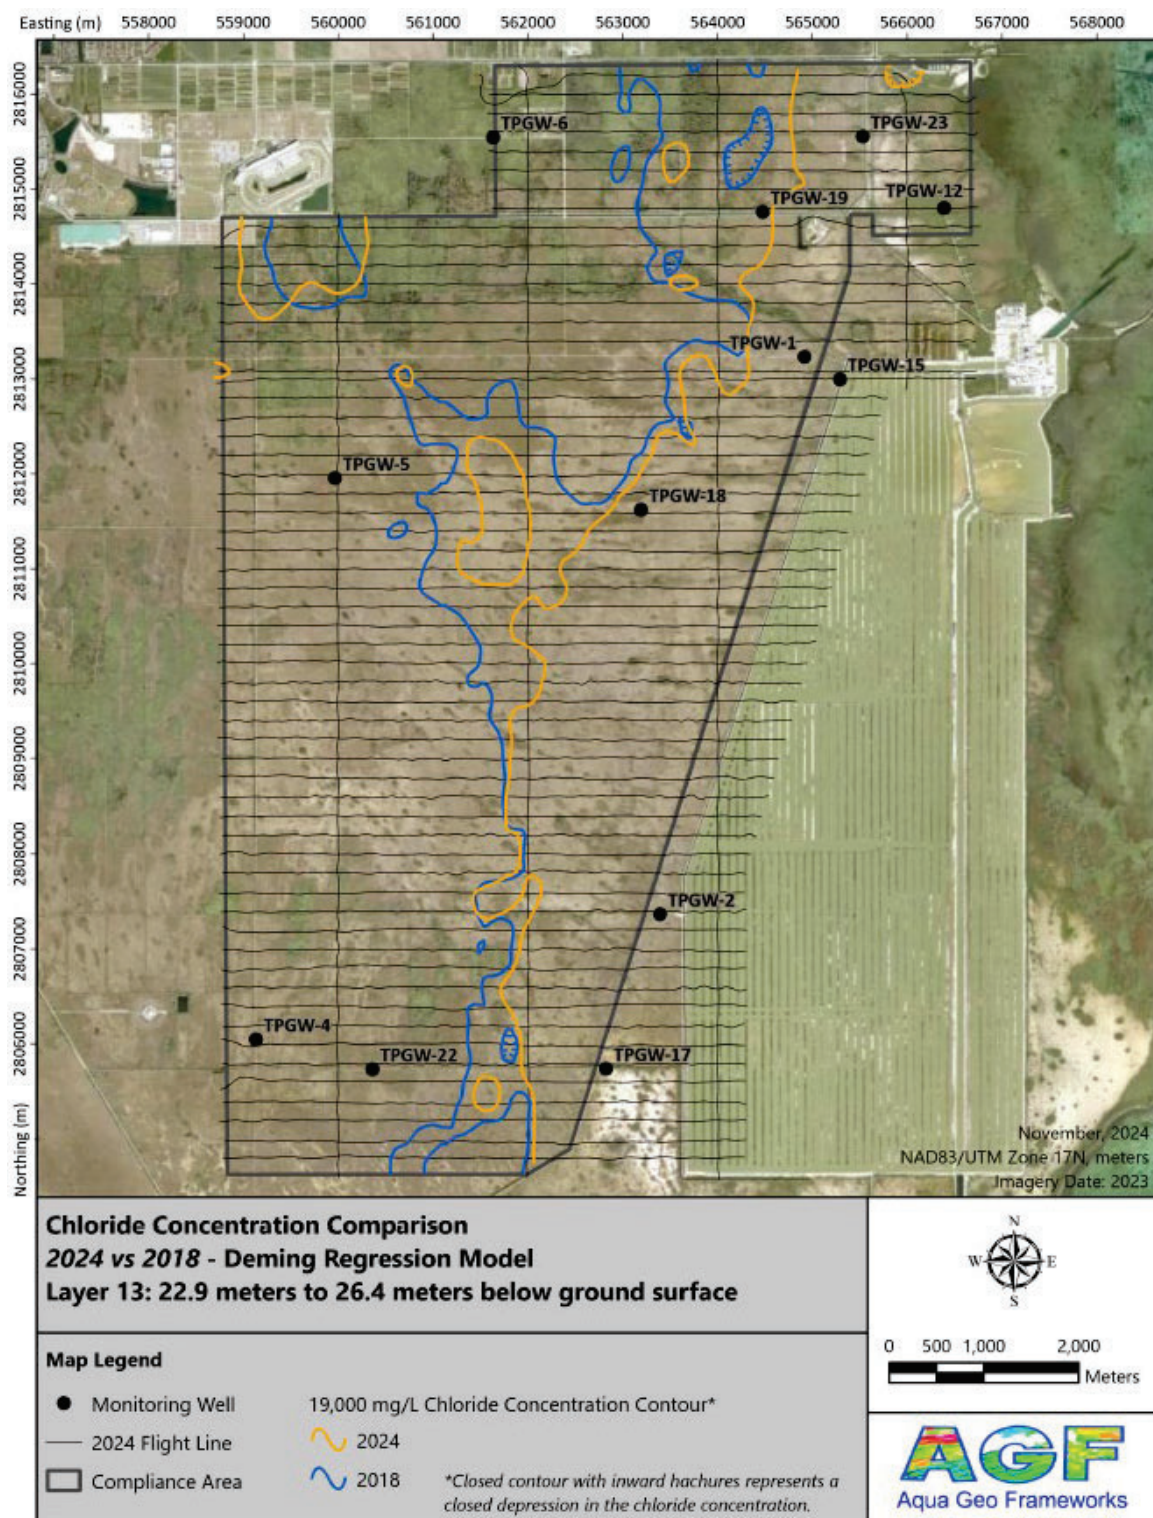 Easting (m) 558000 559000 560000 561000 562000 563000 564000 565000 566000 567000 568000
2816000
2815000
2814000
2813000
2812000
2811000
2810000
2809000
2808000
2807000
2806000
Northing (m)
TPGW-6
TPGW-23
TPGW-12
TPGW-19
TPGW-1
TPGW-15
TPGW-5
TPGW-18
TPGW-2
TPGW-4
TPGW-22
TPGW-17
November, 2024
NAD83/UTM Zone 17N, meters
Imagery Date: 2023
Chloride Concentration Comparison
2024 vs 2018 - Deming Regression Model
Layer 13: 22.9 meters to 26.4 meters below ground surface
N
W E
S
0 500 1,000 2,000
Meters
Map Legend
Monitoring Well
2024 Flight Line
Compliance Area
19,000 mg/L Chloride Concentration Contour*
2024
2018
*Closed contour with inward hachures represents a
closed depression in the chloride concentration.
AGF
Aqua Geo Frameworks